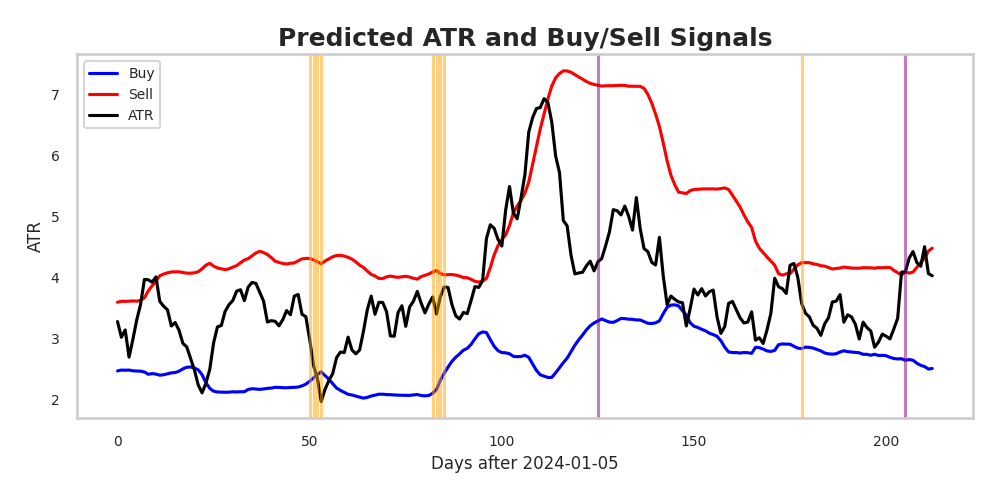 Predicted ATR and Buy/Sell Signals
Buy
Sell
ATR
7
6
5
4
3
2
ATR
0 50 100 150 200
Days after 2024-01-05